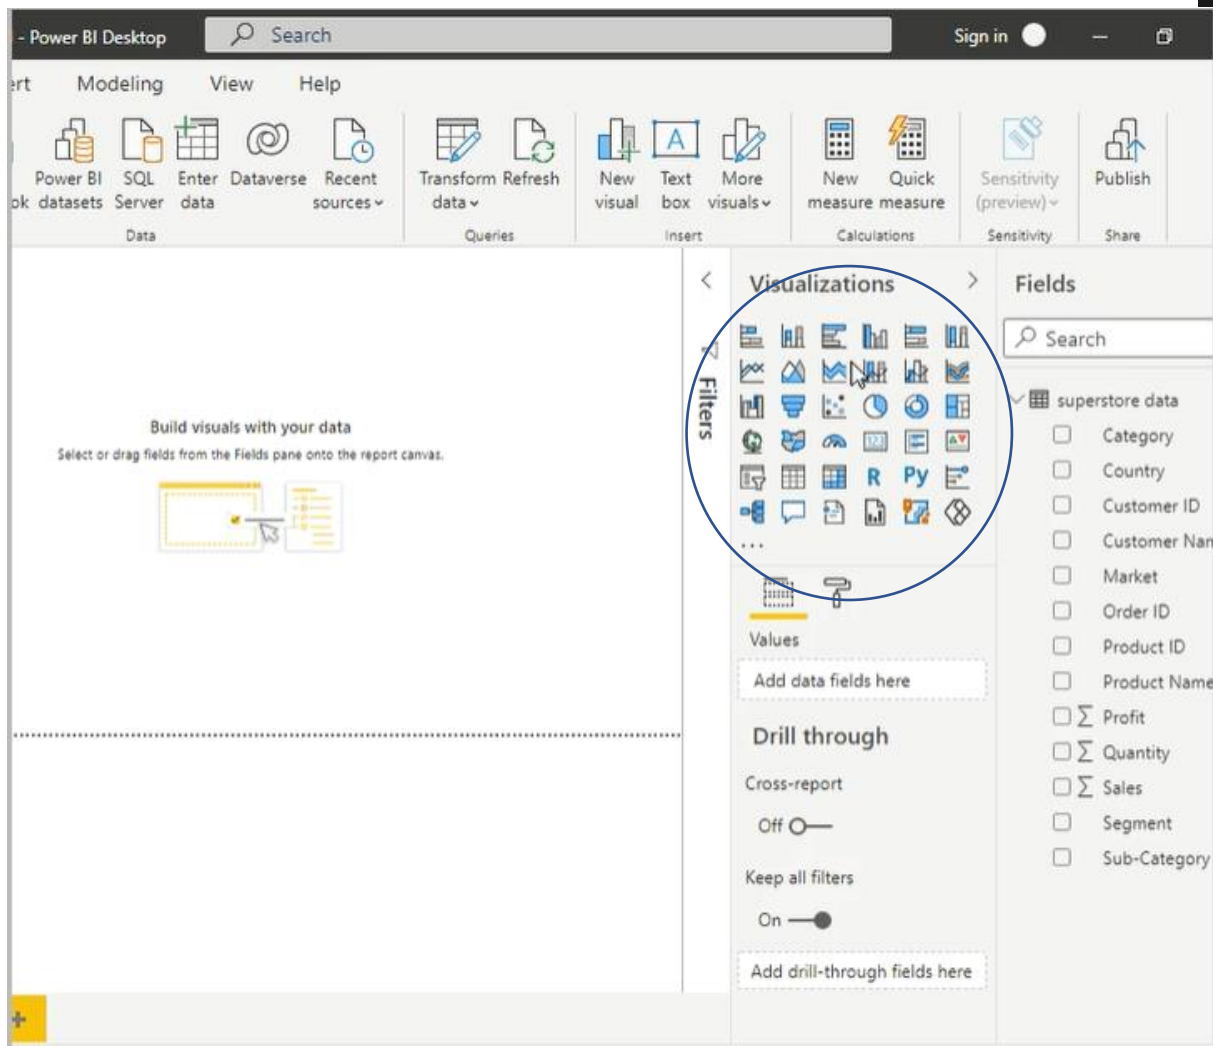 - Power BI Desktop
Search
Sign in
ert
Modeling
View
Help
Power BI
SQL
Enter
Dataverse
Recent
Transform
Refresh
New
Text
More
New
Quick
Sensitivity
Publish
ok
datasets
Server
data
sources
data
visual
box
visuals
measure
measure
(preview)
Data
Queries
Insert
Calculations
Sensitivity
Share
Build visuals with your data
Select or drag fields from the Fields pane onto the report canvas.
Filters
Visualizations
123
R
Py
...
Values
Add data fields here
Drill through
Cross-report
Off
Keep all filters
On
Add drill-through fields here
Fields
Search
superstore data
Category
Country
Customer ID
Customer Nan
Market
Order ID
Product ID
Product Name
∑ Profit
∑ Quantity
∑ Sales
Segment
Sub-Category